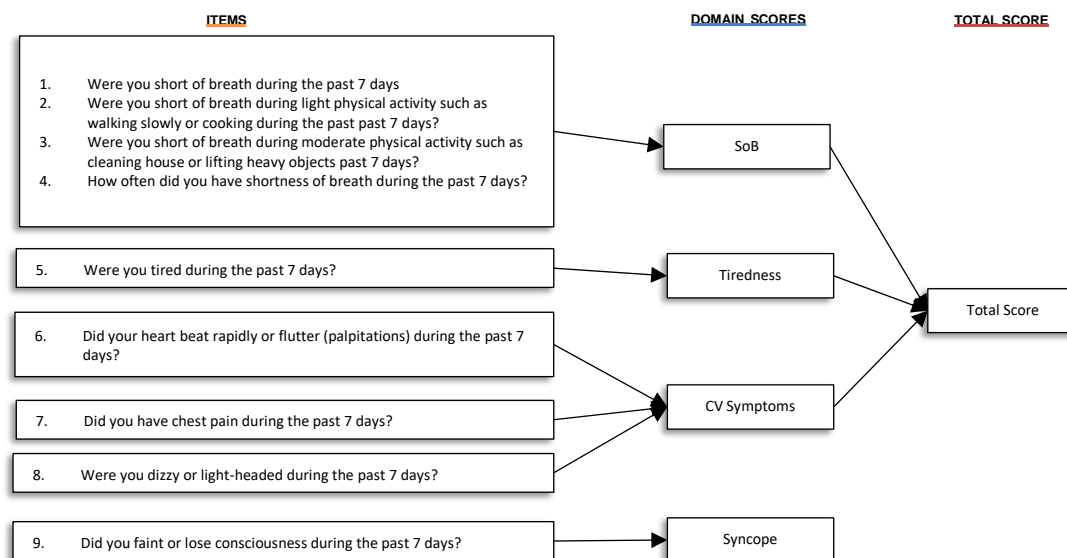 ITEMS
DOMAIN SCORES
TOTAL SCORE
1. Were you short of breath during the past 7 days
2. Were you short of breath during light physical activity such as
walking slowly or cooking during the past past 7 days?
3. Were you short of breath during moderate physical activity such as
cleaning house or lifting heavy objects past 7 days?
4. How often did you have shortness of breath during the past 7 days?
SoB
5. Were you tired during the past 7 days?
Tiredness
Total Score
6. Did your heart beat rapidly or flutter (palpitations) during the past 7
days?
7. Did you have chest pain during the past 7 days?
CV Symptoms
8. Were you dizzy or light-headed during the past 7 days?
9. Did you faint or lose consciousness during the past 7 days?
Syncope